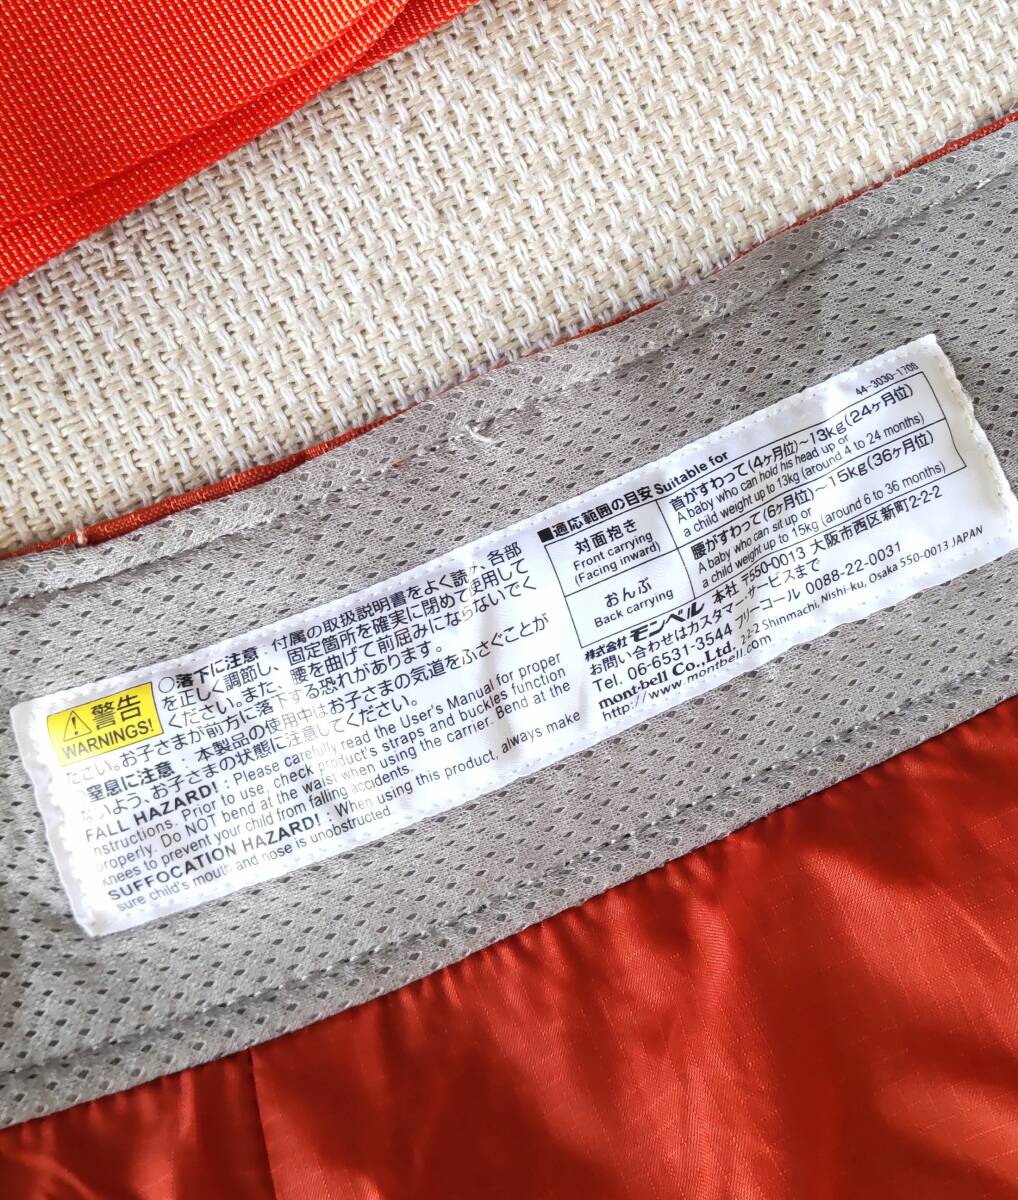 警告
WARNINGS!
○落下に注意：付属の取扱説明書をよく読み、各部
を正しく調節し、固定箇所を確実に閉めて使用して
ください。また、腰を曲げて前屈みにならないでく
ださい。お子さまが前方に落下する恐れがあります。
○窒息に注意：本製品の使用中はお子さまの気道をふさぐことが
ないよう、お子さまの状態に注意してください。
FALL HAZARD! : Please carefully read the User's Manual for proper
instructions. Prior to use, check product's straps and buckles function
properly. Do NOT bend at the waist when using the carrier. Bend at the
knees to prevent your child from falling accidents.
SUFFOCATION HAZARD! : When using this product, always make
sure child's mouth and nose is unobstructed.
44-3030-1708
■適応範囲の目安 Suitable for
対面抱き
Front carrying
(Facing inward)
首がすわって(4ヶ月位)~13kg(24ヶ月位)
A baby who can hold his head up or
a child weight up to 13kg (around 4 to 24 months)
おんぶ
Back carrying
腰がすわって(6ヶ月位)~15kg(36ヶ月位)
A baby who can sit up or
a child weight up to 15kg (around 6 to 36 months)
株式会社 モンベル 本社 〒550-0013 大阪市西区新町2-2-2
お問い合わせはカスタマー・サービスまで
Tel. 06-6531-3544 フリーコール 0088-22-0031
mont-bell Co.,Ltd. 2-2-2 Shinmachi, Nishi-ku, Osaka 550-0013 JAPAN
http://www.montbell.com